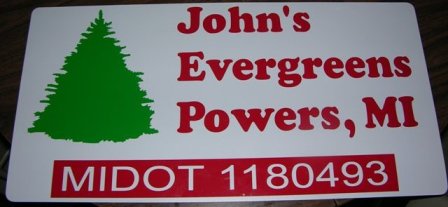 John's
Evergreens
Powers, MI
MIDOT 1180493